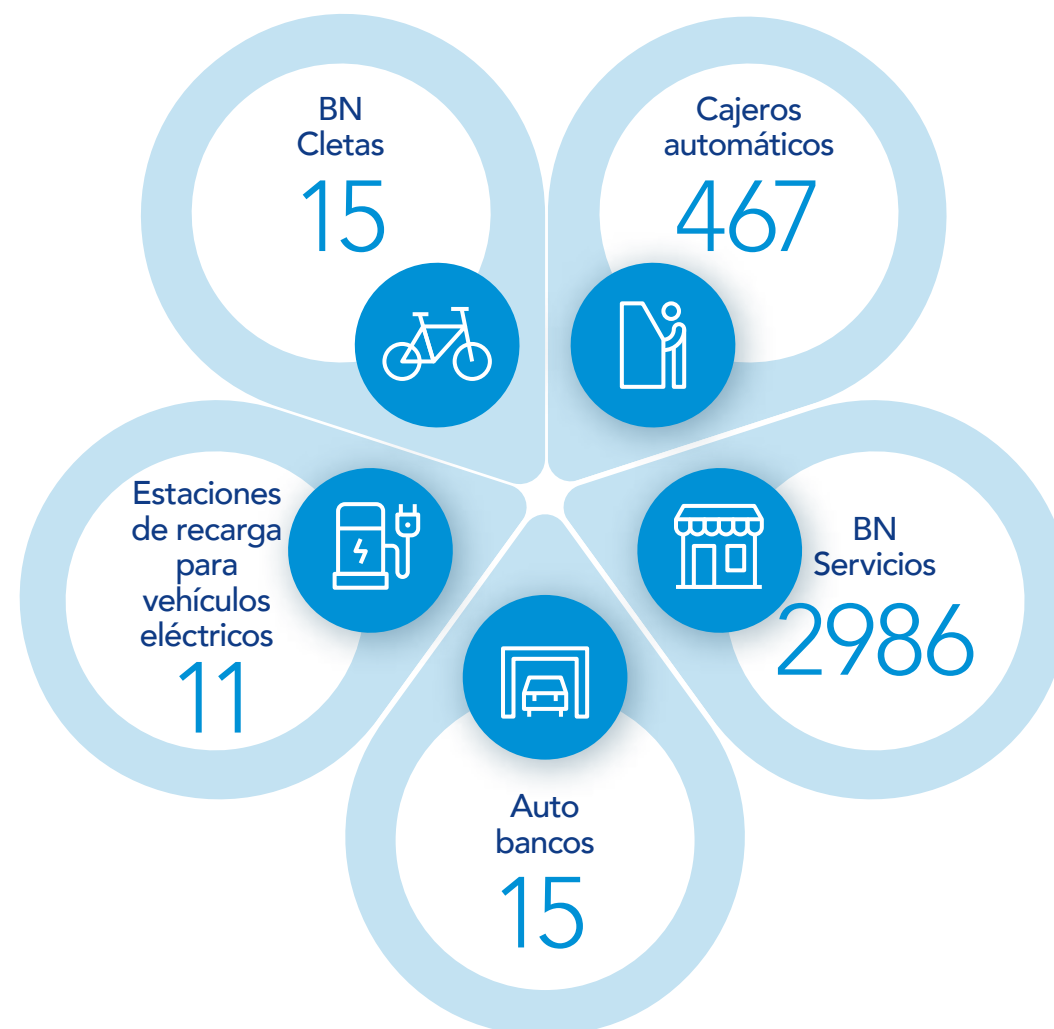 BN
Cletas
15
Cajeros
automáticos
467
Estaciones
de recarga
para
vehículos
eléctricos
11
BN
Servicios
2986
Auto
bancos
15